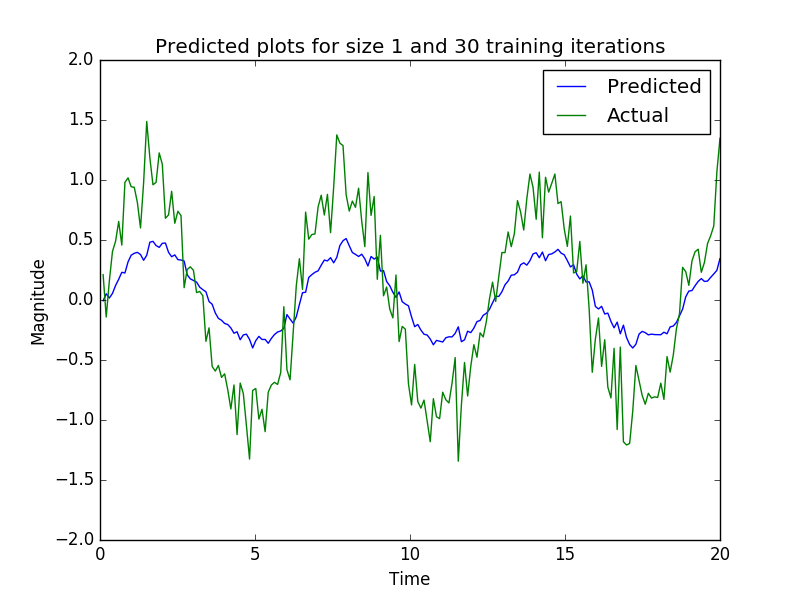 Predicted plots for size 1 and 30 training iterations
2.0
1.5
1.0
0.5
0.0
−0.5
−1.0
−1.5
−2.0
Magnitude
Predicted
Actual
0 5 10 15 20
Time